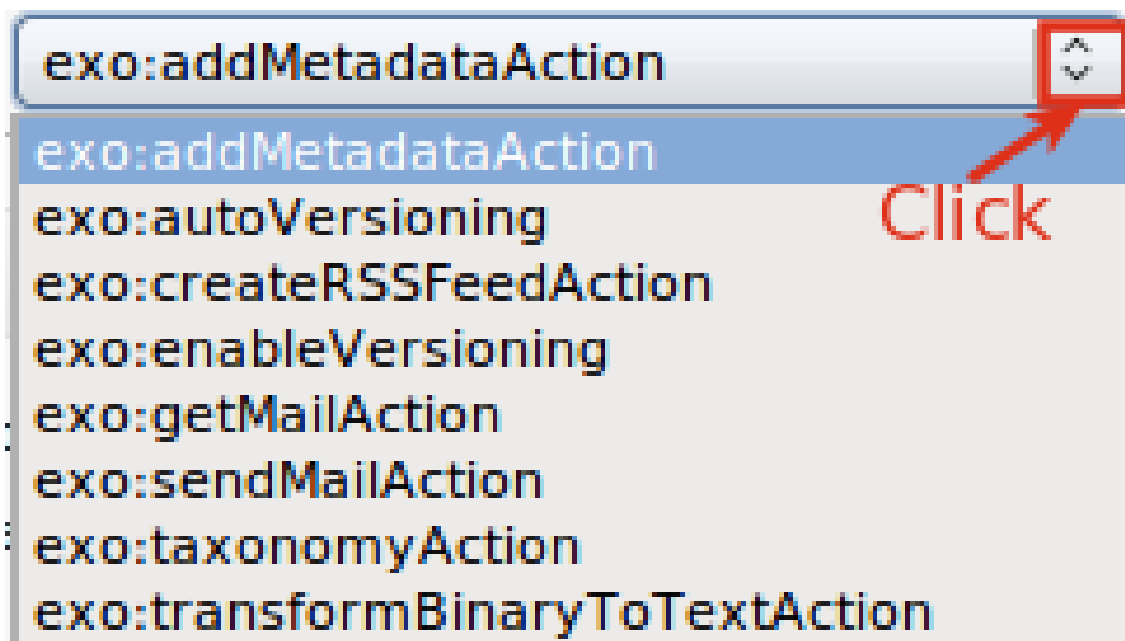 exo:addMetadataAction
exo:addMetadataAction
exo:autoVersioning
Click
exo:createRSSFeedAction
exo:enableVersioning
exo:getMailAction
exo:sendMailAction
exo:taxonomyAction
exo:transformBinaryToTextAction